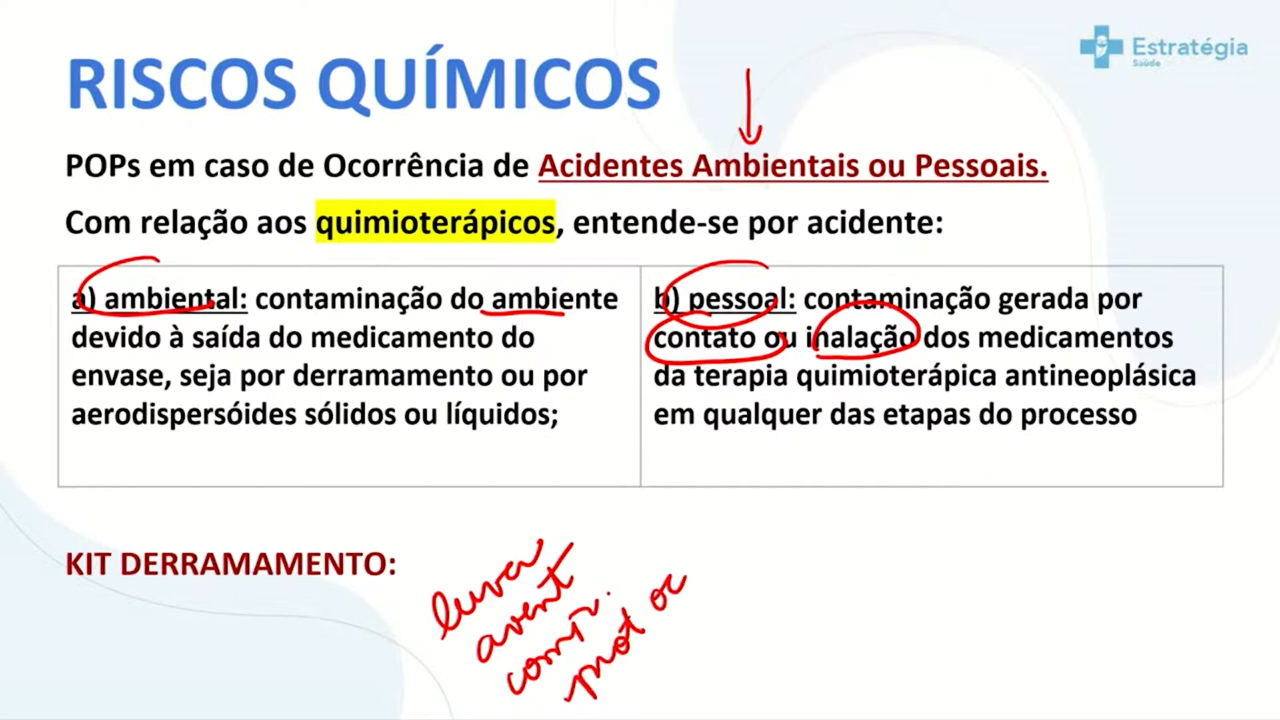 RISCOS QUÍMICOS
Estratégia
Saúde
POPs em caso de Ocorrência de Acidentes Ambientais ou Pessoais.
Com relação aos quimioterápicos, entende-se por acidente:
a) ambiental: contaminação do ambiente
devido à saída do medicamento do
envase, seja por derramamento ou por
aerodispersóides sólidos ou líquidos;
b) pessoal: contaminação gerada por
contato ou inalação dos medicamentos
da terapia quimioterápica antineoplásica
em qualquer das etapas do processo
KIT DERRAMAMENTO:
luva
avent
prot oc